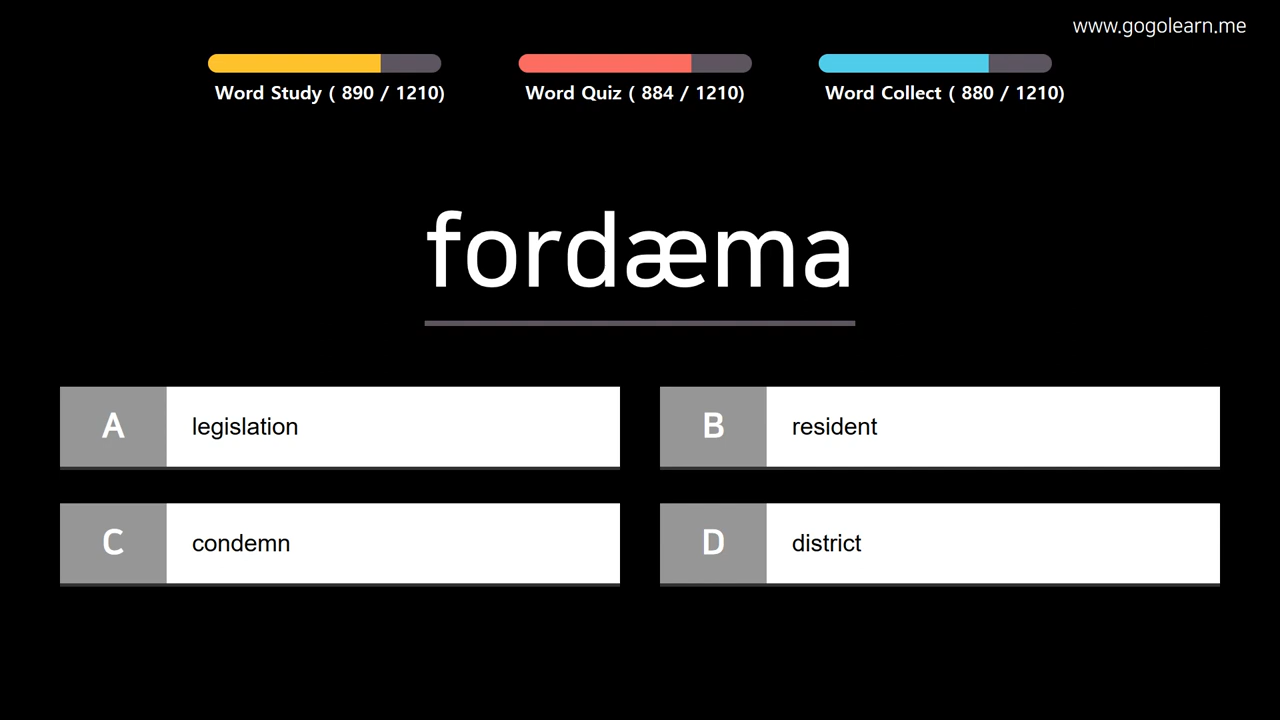 www.gogolearn.me
Word Study ( 890 / 1210)
Word Quiz ( 884 / 1210)
Word Collect ( 880 / 1210)
fordæma
A legislation
B resident
C condemn
D district